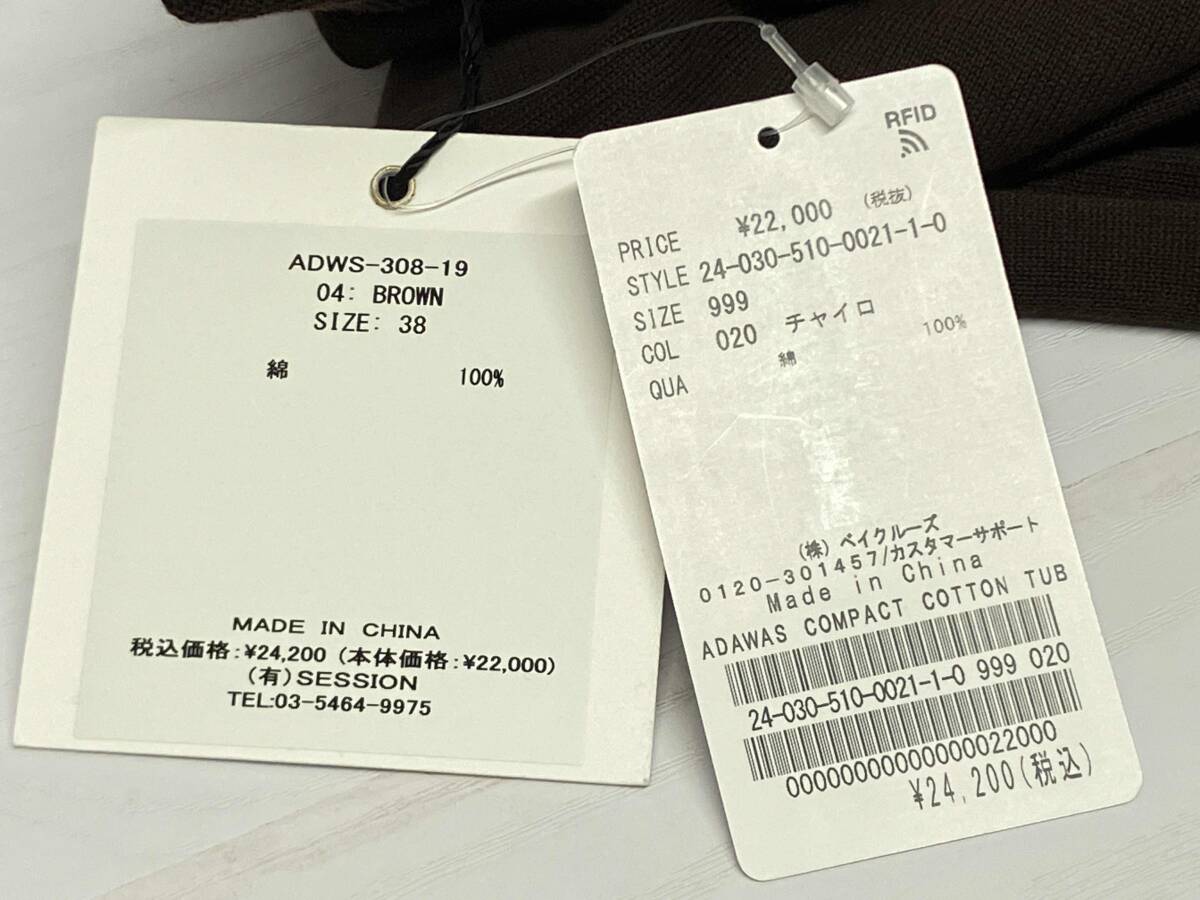 ADWS-308-19
04: BROWN
SIZE: 38
綿 100%
MADE IN CHINA
税込価格:¥24,200 (本体価格:¥22,000)
(有)SESSION
TEL:03-5464-9975
RFID
PRICE ¥22,000 (税抜)
STYLE 24-030-510-0021-1-0
SIZE 999
COL 020 チャイロ
QUA 綿 100%
(株) ベイクルーズ
0120-301457/カスタマーサポート
Made in China
ADAWAS COMPACT COTTON TUB
24-030-510-0021-1-0 999 020
0000000000000022000
¥24,200(税込)